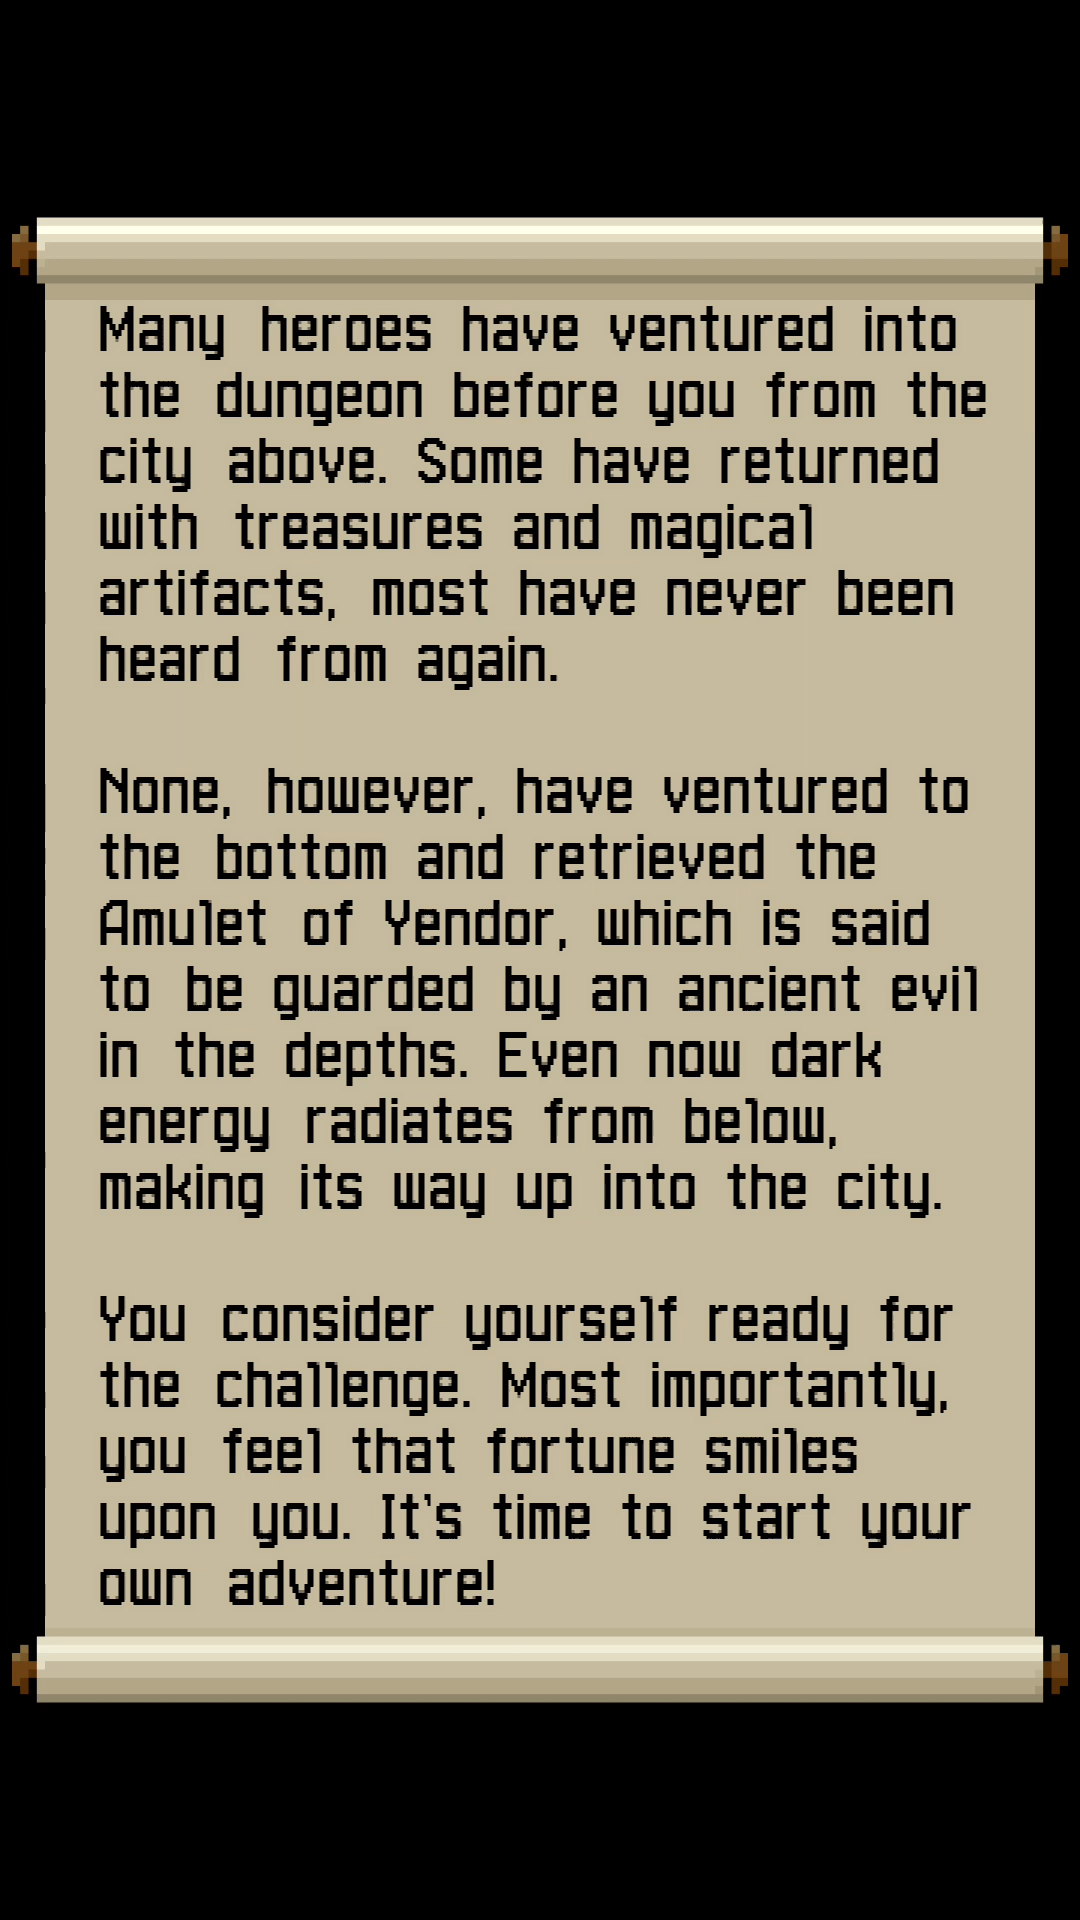 Many heroes have ventured into
the dungeon before you from the
city above. Some have returned
with treasures and magical
artifacts, most have never been
heard from again.
None, however, have ventured to
the bottom and retrieved the
Amulet of Yendor, which is said
to be guarded by an ancient evil
in the depths. Even now dark
energy radiates from below,
making its way up into the city.
You consider yourself ready for
the challenge. Most importantly,
you feel that fortune smiles
upon you. It's time to start your
own adventure!